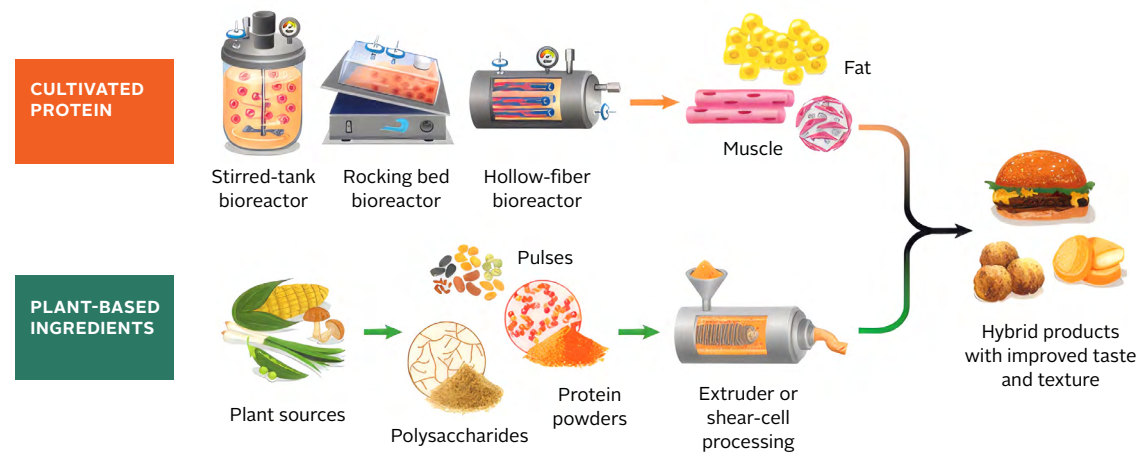 CULTIVATED
PROTEIN
Stirred-tank
bioreactor
Rocking bed
bioreactor
Hollow-fiber
bioreactor
Fat
Muscle
PLANT-BASED
INGREDIENTS
Plant sources
Pulses
Polysaccharides
Protein
powders
Extruder or
shear-cell
processing
Hybrid products
with improved taste
and texture